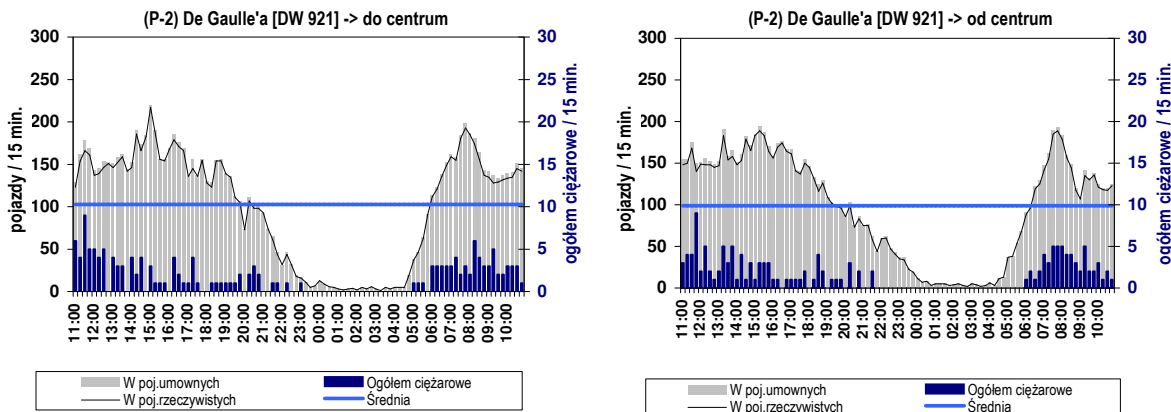 (P-2) De Gaulle'a [DW 921] -> do centrum
300
250
200
150
100
50
0
pojazdy / 15 min.
30
25
20
15
10
5
0
ogółem ciężarowe / 15 min.
11:00 12:00 13:00 14:00 15:00 16:00 17:00 18:00 19:00 20:00 21:00 22:00 23:00 00:00 01:00 02:00 03:00 04:00 05:00 06:00 07:00 08:00 09:00 10:00
W poj.umownych
Ogółem ciężarowe
W poj.rzeczywistych
Średnia
(P-2) De Gaulle'a [DW 921] -> od centrum
300
250
200
150
100
50
0
pojazdy / 15 min.
30
25
20
15
10
5
0
ogółem ciężarowe / 15 min.
11:00 12:00 13:00 14:00 15:00 16:00 17:00 18:00 19:00 20:00 21:00 22:00 23:00 00:00 01:00 02:00 03:00 04:00 05:00 06:00 07:00 08:00 09:00 10:00
W poj.umownych
Ogółem ciężarowe
W poj.rzeczywistych
Średnia